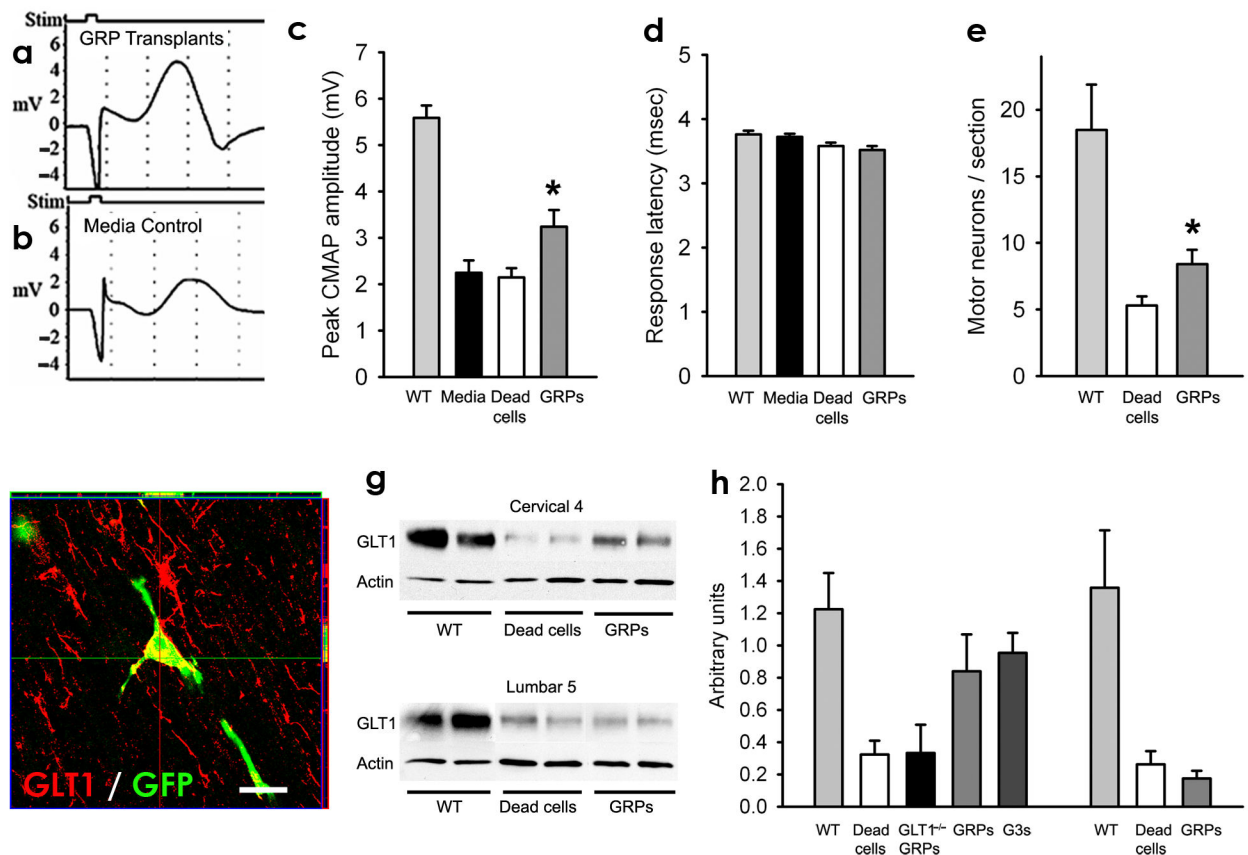 Stim
a
GRP Transplants
6
4
2
0
−2
−4
mV
Stim
b
Media Control
6
4
2
0
−2
−4
mV
c
Peak CMAP amplitude (mV)
7
6
5
4
3
2
1
0
*
WT
Media
Dead
cells
GRPs
d
Response latency (msec)
5
4
3
2
1
0
WT
Media
Dead
cells
GRPs
e
Motor neurons / section
20
15
10
5
0
*
WT
Dead
cells
GRPs
GLT1 / GFP
g
Cervical 4
GLT1
Actin
WT
Dead cells
GRPs
Lumbar 5
GLT1
Actin
WT
Dead cells
GRPs
h
Arbitrary units
2.0
1.8
1.6
1.4
1.2
1.0
0.8
0.6
0.4
0.2
0.0
WT
Dead
cells
GLT1⁻/⁻
GRPs
GRPs
G3s
WT
Dead
cells
GRPs